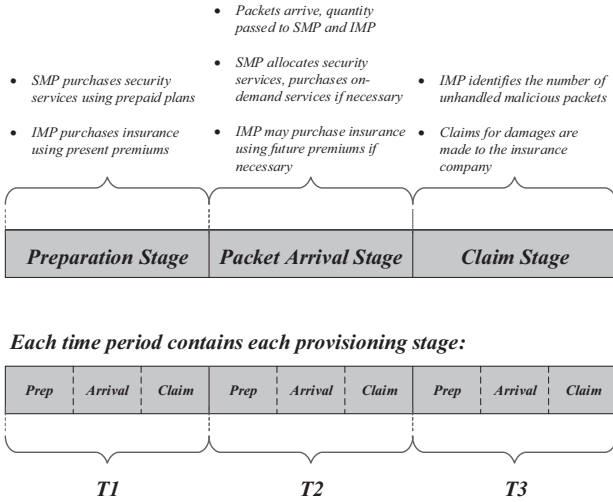 • SMP purchases security
services using prepaid plans
• IMP purchases insurance
using present premiums
• Packets arrive, quantity
passed to SMP and IMP
• SMP allocates security
services, purchases on-
demand services if necessary
• IMP may purchase insurance
using future premiums if
necessary
• IMP identifies the number of
unhandled malicious packets
• Claims for damages are
made to the insurance
company
Preparation Stage
Packet Arrival Stage
Claim Stage
Each time period contains each provisioning stage:
Prep
Arrival
Claim
Prep
Arrival
Claim
Prep
Arrival
Claim
T1
T2
T3